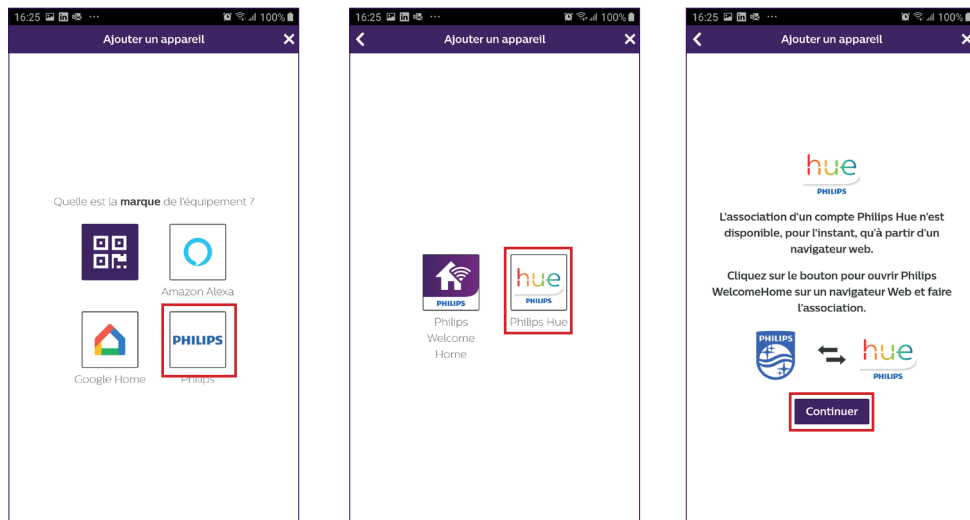 16:25 ··· 100%
Ajouter un appareil ×
Quelle est la marque de l'équipement ?
Amazon Alexa
PHILIPS
Google Home
Philips
16:25 ··· 100%
Ajouter un appareil ×
PHILIPS
hue
PHILIPS
Philips
Welcome
Home
Philips Hue
16:25 ··· 100%
Ajouter un appareil ×
hue
PHILIPS
L'association d'un compte Philips Hue n'est
disponible, pour l'instant, qu'à partir d'un
navigateur web.
Cliquez sur le bouton pour ouvrir Philips
WelcomeHome sur un navigateur Web et faire
l'association.
PHILIPS
hue
PHILIPS
Continuer